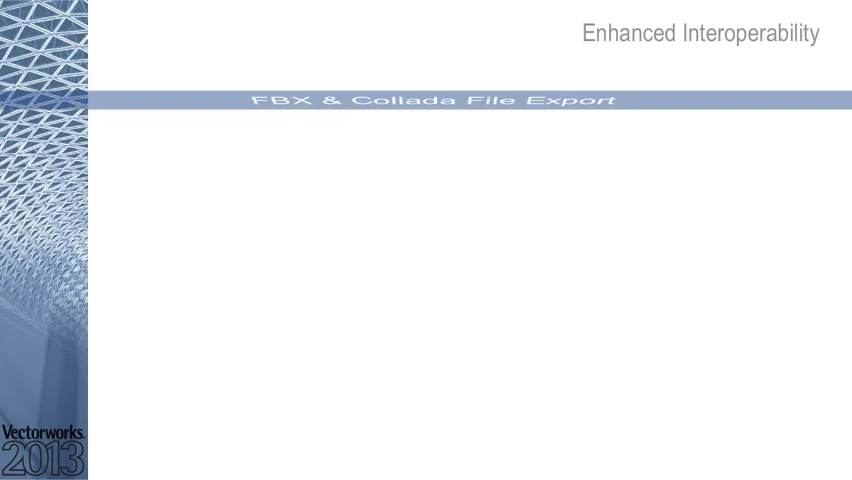 Enhanced Interoperability
FBX & Collada File Export
Vectorworks.
2013